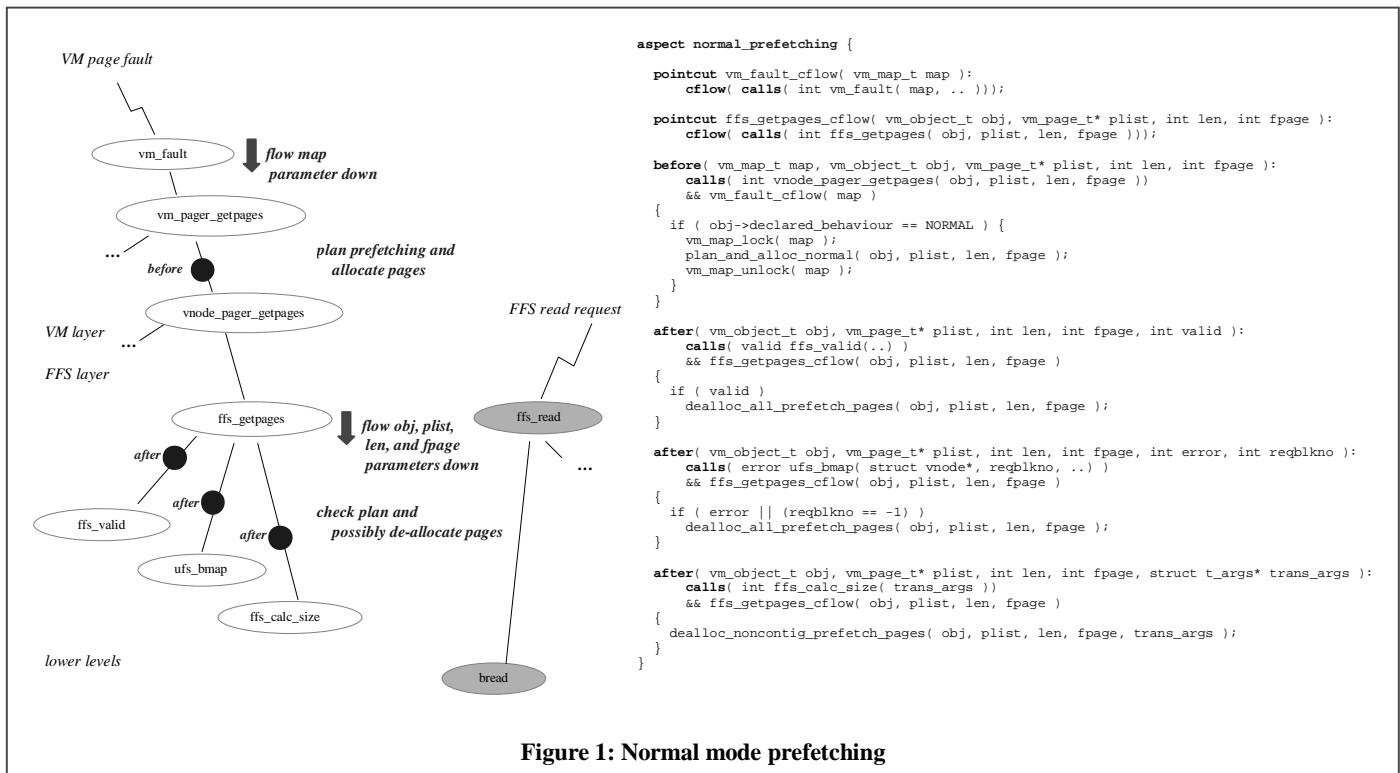 VM page fault
vm_fault
flow map
parameter down
vm_pager_getpages
...
before
plan prefetching and
allocate pages
vnode_pager_getpages
VM layer
...
FFS layer
FFS read request
ffs_getpages
flow obj, plist,
len, and fpage
parameters down
ffs_read
...
after
after
after
ffs_valid
check plan and
possibly de-allocate pages
ufs_bmap
ffs_calc_size
lower levels
bread
aspect normal_prefetching {
pointcut vm_fault_cflow( vm_map_t map ):
cflow( calls( int vm_fault( map, .. )));
pointcut ffs_getpages_cflow( vm_object_t obj, vm_page_t* plist, int len, int fpage ):
cflow( calls( int ffs_getpages( obj, plist, len, fpage )));
before( vm_map_t map, vm_object_t obj, vm_page_t* plist, int len, int fpage ):
calls( int vnode_pager_getpages( obj, plist, len, fpage ))
&& vm_fault_cflow( map )
{
if ( obj->declared_behaviour == NORMAL ) {
vm_map_lock( map );
plan_and_alloc_normal( obj, plist, len, fpage );
vm_map_unlock( map );
}
}
after( vm_object_t obj, vm_page_t* plist, int len, int fpage, int valid ):
calls( valid ffs_valid(..) )
&& ffs_getpages_cflow( obj, plist, len, fpage )
{
if ( valid )
dealloc_all_prefetch_pages( obj, plist, len, fpage );
}
after( vm_object_t obj, vm_page_t* plist, int len, int fpage, int error, int reqblkno ):
calls( error ufs_bmap( struct vnode*, reqblkno, ..) )
&& ffs_getpages_cflow( obj, plist, len, fpage )
{
if ( error || (reqblkno == -1) )
dealloc_all_prefetch_pages( obj, plist, len, fpage );
}
after( vm_object_t obj, vm_page_t* plist, int len, int fpage, struct t_args* trans_args ):
calls( int ffs_calc_size( trans_args ))
&& ffs_getpages_cflow( obj, plist, len, fpage )
{
dealloc_noncontig_prefetch_pages( obj, plist, len, fpage, trans_args );
}
}
Figure 1: Normal mode prefetching